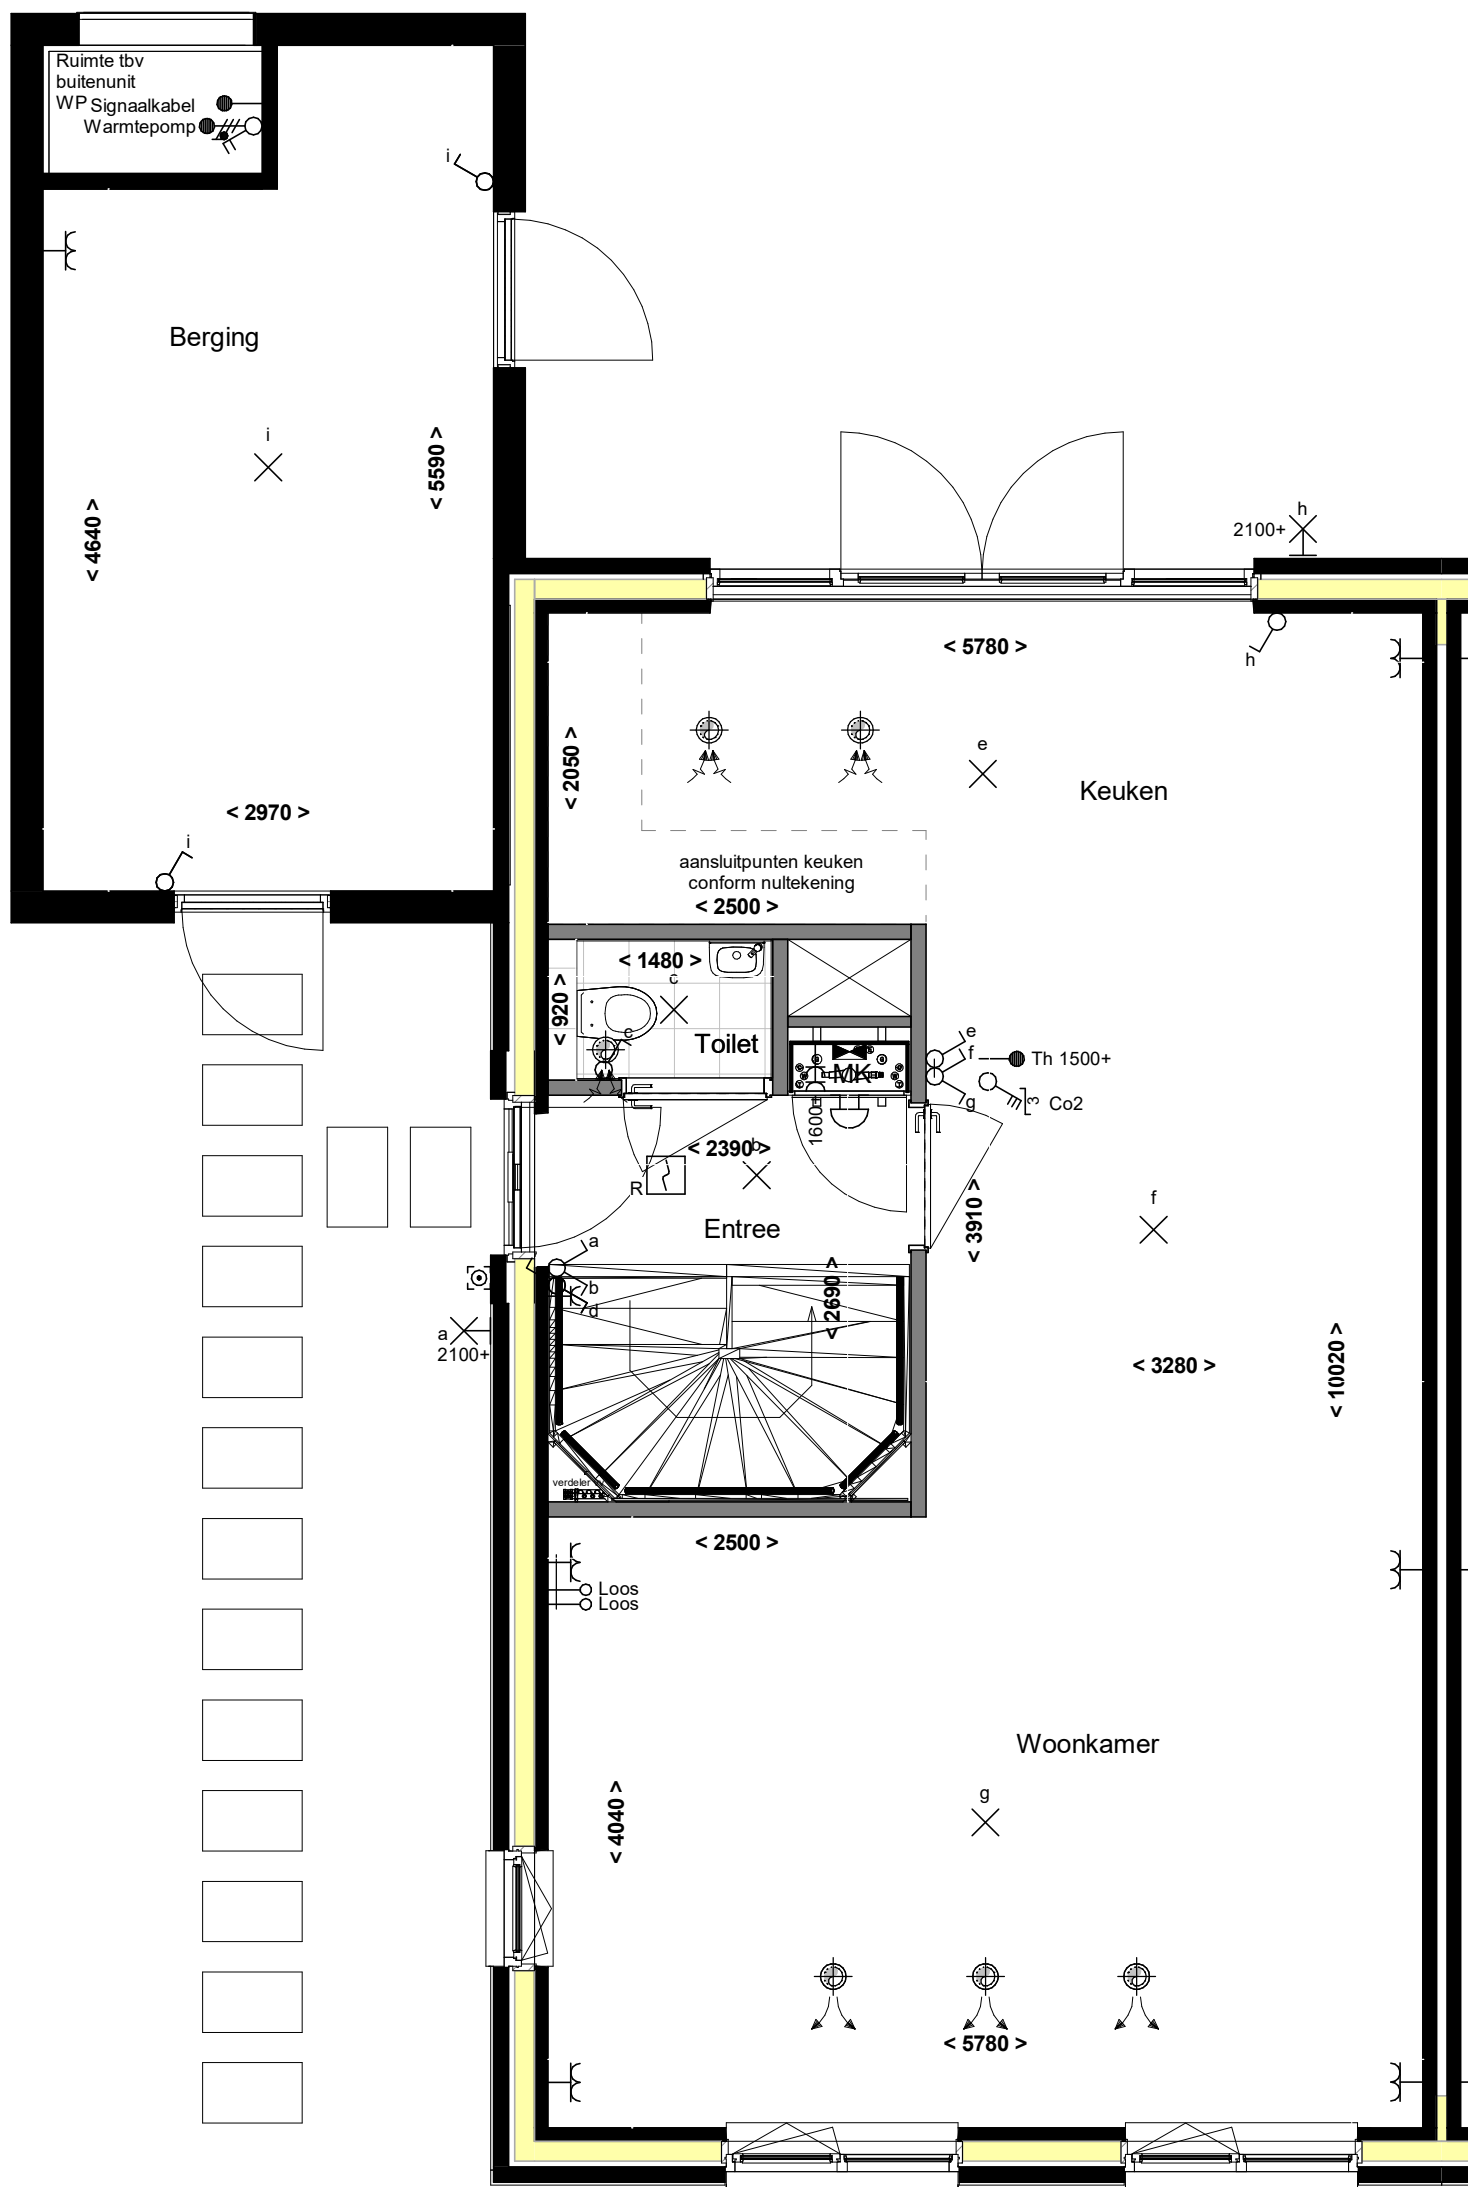 Ruimte tbv
buitenunit
WP Signaalkabel
Warmtepomp
i
Berging
i
< 5590 >
< 4640 >
h
2100+
< 5780 >
h
< 2050 >
e
Keuken
< 2970 >
i
aansluitpunten keuken
conform nultekening
< 2500 >
< 1480 >
c
< 920 >
c
Toilet
MK
e
f
g
Th 1500+
3
Co2
1600+
< 2390 >
b
R
Entree
< 3910 >
f
a
b
d
< 2690 >
a
2100+
< 3280 >
< 10020 >
verdeler
< 2500 >
Loos
Loos
Woonkamer
g
< 4040 >
< 5780 >